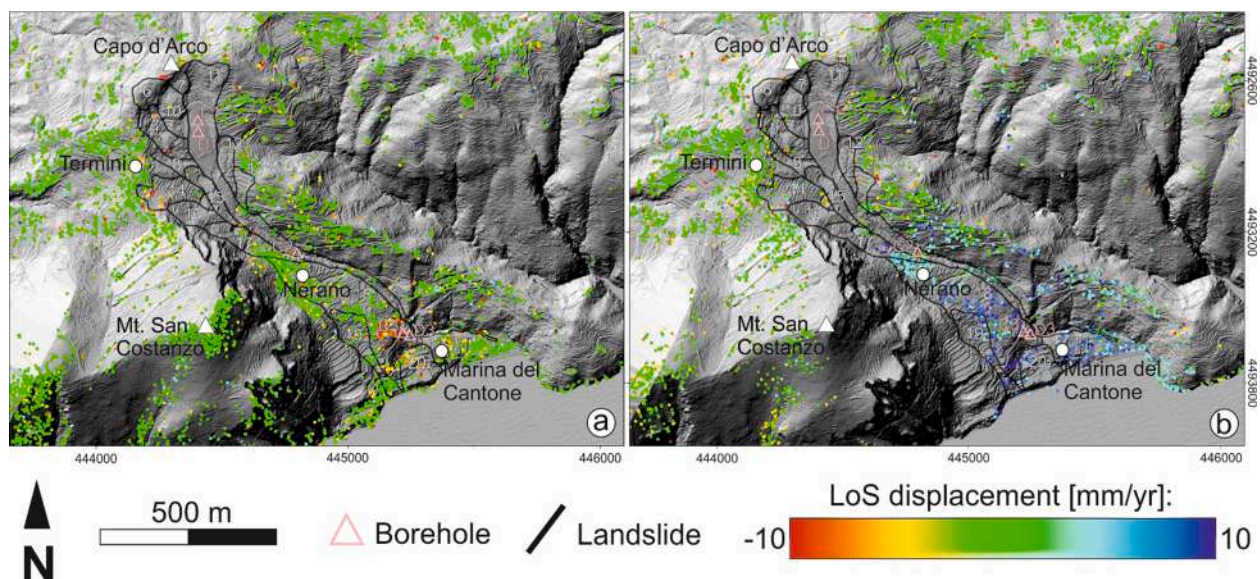 Capo d'Arco
Termini
Nerano
Mt. San
Costanzo
Marina del
Cantone
a
Capo d'Arco
Termini
Nerano
Mt. San
Costanzo
Marina del
Cantone
b
4492600
4493200
4493800
444000
445000
446000
444000
445000
446000
N
500 m
Borehole
Landslide
LoS displacement [mm/yr]:
-10
10